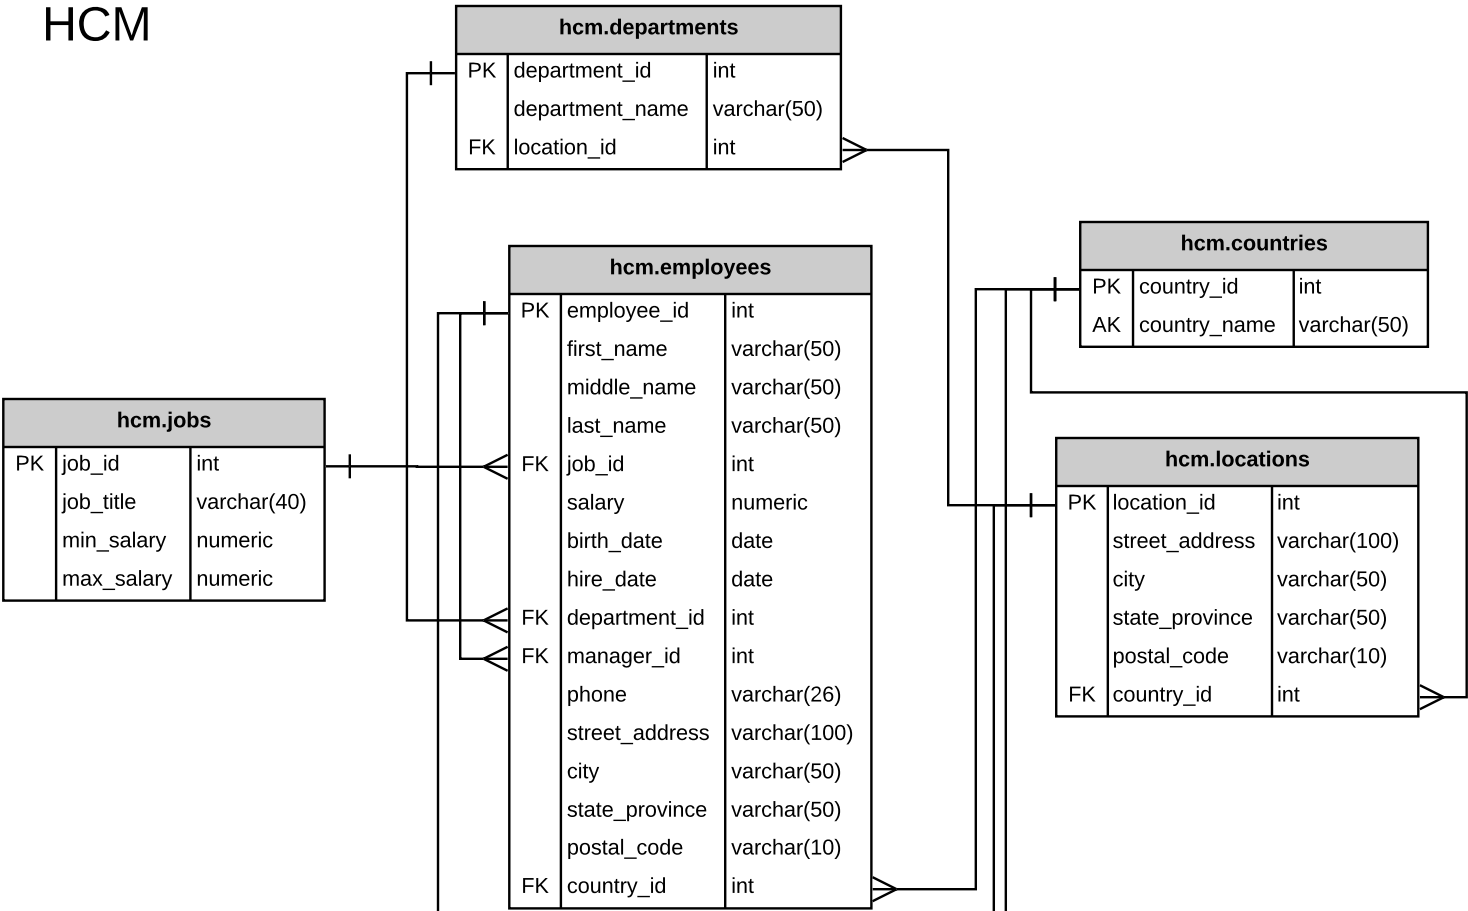 HCM
hcm.departments
PK department_id int
department_name varchar(50)
FK location_id int
hcm.countries
PK country_id int
AK country_name varchar(50)
hcm.employees
PK employee_id int
first_name varchar(50)
middle_name varchar(50)
last_name varchar(50)
FK job_id int
salary numeric
birth_date date
hire_date date
FK department_id int
FK manager_id int
phone varchar(26)
street_address varchar(100)
city varchar(50)
state_province varchar(50)
postal_code varchar(10)
FK country_id int
hcm.jobs
PK job_id int
job_title varchar(40)
min_salary numeric
max_salary numeric
hcm.locations
PK location_id int
street_address varchar(100)
city varchar(50)
state_province varchar(50)
postal_code varchar(10)
FK country_id int